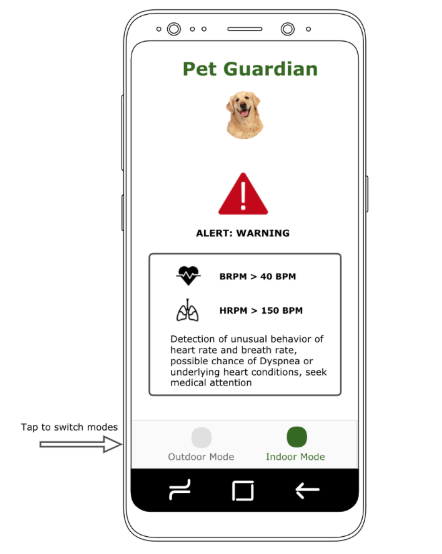 Pet Guardian
ALERT: WARNING
BRPM > 40 BPM
HRPM > 150 BPM
Detection of unusual behavior of
heart rate and breath rate,
possible chance of Dyspnea or
underlying heart conditions, seek
medical attention
Tap to switch modes
Outdoor Mode
Indoor Mode